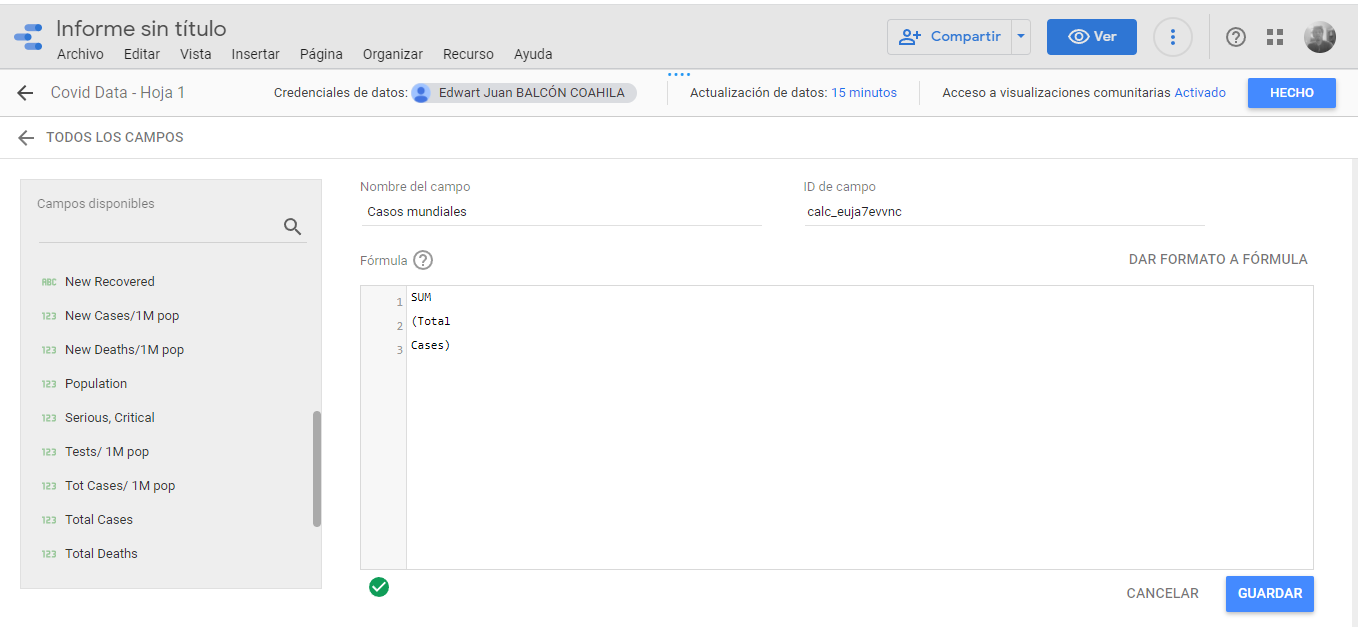 Informe sin título
Archivo Editar Vista Insertar Página Organizar Recurso Ayuda
Compartir
Ver
Covid Data - Hoja 1
Credenciales de datos: Edwart Juan BALCÓN COAHILA
Actualización de datos: 15 minutos
Acceso a visualizaciones comunitarias Activado
HECHO
TODOS LOS CAMPOS
Campos disponibles
ABC New Recovered
123 New Cases/1M pop
123 New Deaths/1M pop
123 Population
123 Serious, Critical
123 Tests/ 1M pop
123 Tot Cases/ 1M pop
123 Total Cases
123 Total Deaths
Nombre del campo
Casos mundiales
ID de campo
calc_euja7evvnc
Fórmula
DAR FORMATO A FÓRMULA
1 SUM
2 (Total
3 Cases)
CANCELAR
GUARDAR